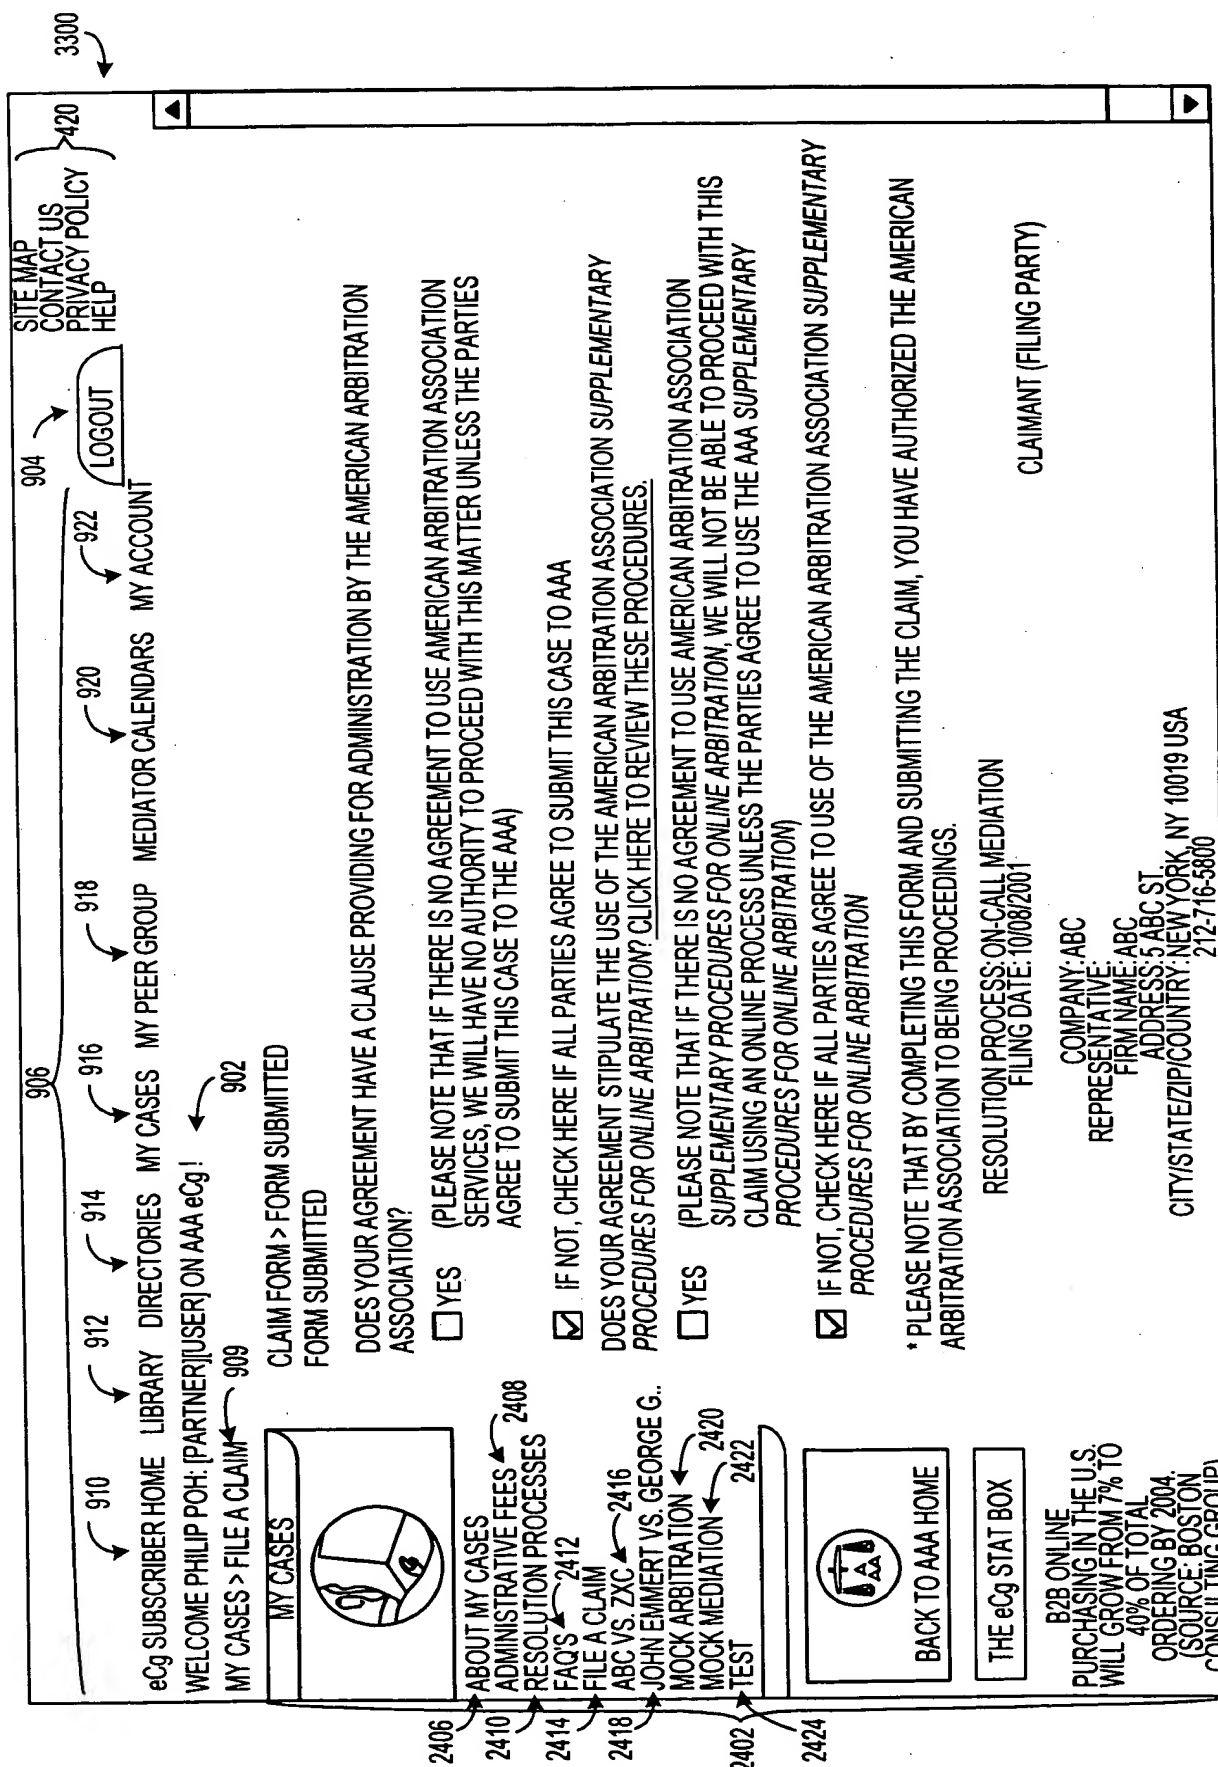 3300
SITE MAP
CONTACT US
PRIVACY POLICY
HELP
420
904
LOGOUT
906
910
912
914
916
918
920
922
eCg SUBSCRIBER HOME LIBRARY DIRECTORIES MY CASES MY PEER GROUP MEDIATOR CALENDARS MY ACCOUNT
WELCOME PHILIP POH: [PARTNER][USER] ON AAA eCg !
902
MY CASES > FILE A CLAIM
909
MY CASES
2406
ABOUT MY CASES
ADMINISTRATIVE FEES
2408
2410
RESOLUTION PROCESSES
FAQ'S
2412
2414
FILE A CLAIM
ABC VS. ZXC
2416
2418
JOHN EMMERT VS. GEORGE G..
MOCK ARBITRATION
2420
MOCK MEDIATION
2422
TEST
2402
2424
BACK TO AAA HOME
THE eCg STAT BOX
B2B ONLINE
PURCHASING IN THE U.S.
WILL GROW FROM 7% TO
40% OF TOTAL
ORDERING BY 2004.
(SOURCE: BOSTON
CONSULTING GROUP)
CLAIM FORM > FORM SUBMITTED
FORM SUBMITTED
DOES YOUR AGREEMENT HAVE A CLAUSE PROVIDING FOR ADMINISTRATION BY THE AMERICAN ARBITRATION
ASSOCIATION?
YES (PLEASE NOTE THAT IF THERE IS NO AGREEMENT TO USE AMERICAN ARBITRATION ASSOCIATION
SERVICES, WE WILL HAVE NO AUTHORITY TO PROCEED WITH THIS MATTER UNLESS THE PARTIES
AGREE TO SUBMIT THIS CASE TO THE AAA)
IF NOT, CHECK HERE IF ALL PARTIES AGREE TO SUBMIT THIS CASE TO AAA
DOES YOUR AGREEMENT STIPULATE THE USE OF THE AMERICAN ARBITRATION ASSOCIATION SUPPLEMENTARY
PROCEDURES FOR ONLINE ARBITRATION? CLICK HERE TO REVIEW THESE PROCEDURES.
YES (PLEASE NOTE THAT IF THERE IS NO AGREEMENT TO USE AMERICAN ARBITRATION ASSOCIATION
SUPPLEMENTARY PROCEDURES FOR ONLINE ARBITRATION, WE WILL NOT BE ABLE TO PROCEED WITH THIS
CLAIM USING AN ONLINE PROCESS UNLESS THE PARTIES AGREE TO USE THE AAA SUPPLEMENTARY
PROCEDURES FOR ONLINE ARBITRATION)
IF NOT, CHECK HERE IF ALL PARTIES AGREE TO USE OF THE AMERICAN ARBITRATION ASSOCIATION SUPPLEMENTARY
PROCEDURES FOR ONLINE ARBITRATION
* PLEASE NOTE THAT BY COMPLETING THIS FORM AND SUBMITTING THE CLAIM, YOU HAVE AUTHORIZED THE AMERICAN
ARBITRATION ASSOCIATION TO BEING PROCEEDINGS.
RESOLUTION PROCESS: ON-CALL MEDIATION
FILING DATE: 10/08/2001
CLAIMANT (FILING PARTY)
COMPANY: ABC
REPRESENTATIVE:
FIRM NAME: ABC
ADDRESS: 5 ABC ST.
CITY/STATE/ZIP/COUNTRY: NEW YORK, NY 10019 USA
212-716-5800